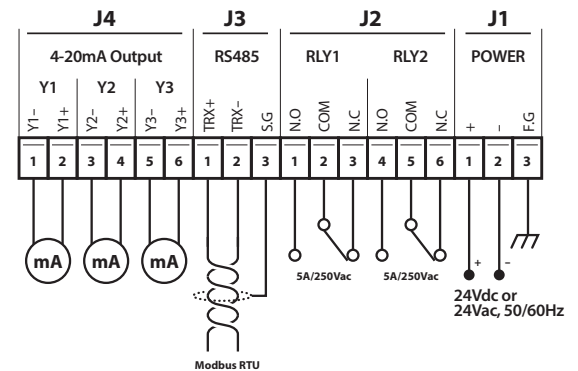 J4 J3 J2 J1
4-20mA Output RS485 RLY1 RLY2 POWER
Y1 Y2 Y3
Y1– Y1+ Y2– Y2+ Y3– Y3+ TRX+ TRX– S.G N.O COM N.C N.O COM N.C + – F.G
1 2 3 4 5 6 1 2 3 1 2 3 4 5 6 1 2 3
mA mA mA
5A/250Vac 5A/250Vac
+ –
24Vdc or
24Vac, 50/60Hz
Modbus RTU